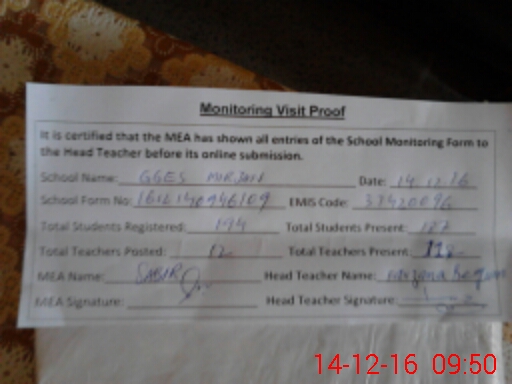 Monitoring Visit Proof
It is certified that the MEA has shown all entries of the School Monitoring Form to
the Head Teacher before its online submission.
School Name: GGES Date: 14.12.16
School Form No: EMIS Code:
Total Students Registered: 194 Total Students Present:
Total Teachers Posted: 12 Total Teachers Present
MEA Name: SABIR Head Teacher Name:
MEA Signature: Head Teacher Signature:
14-12-16 09:50